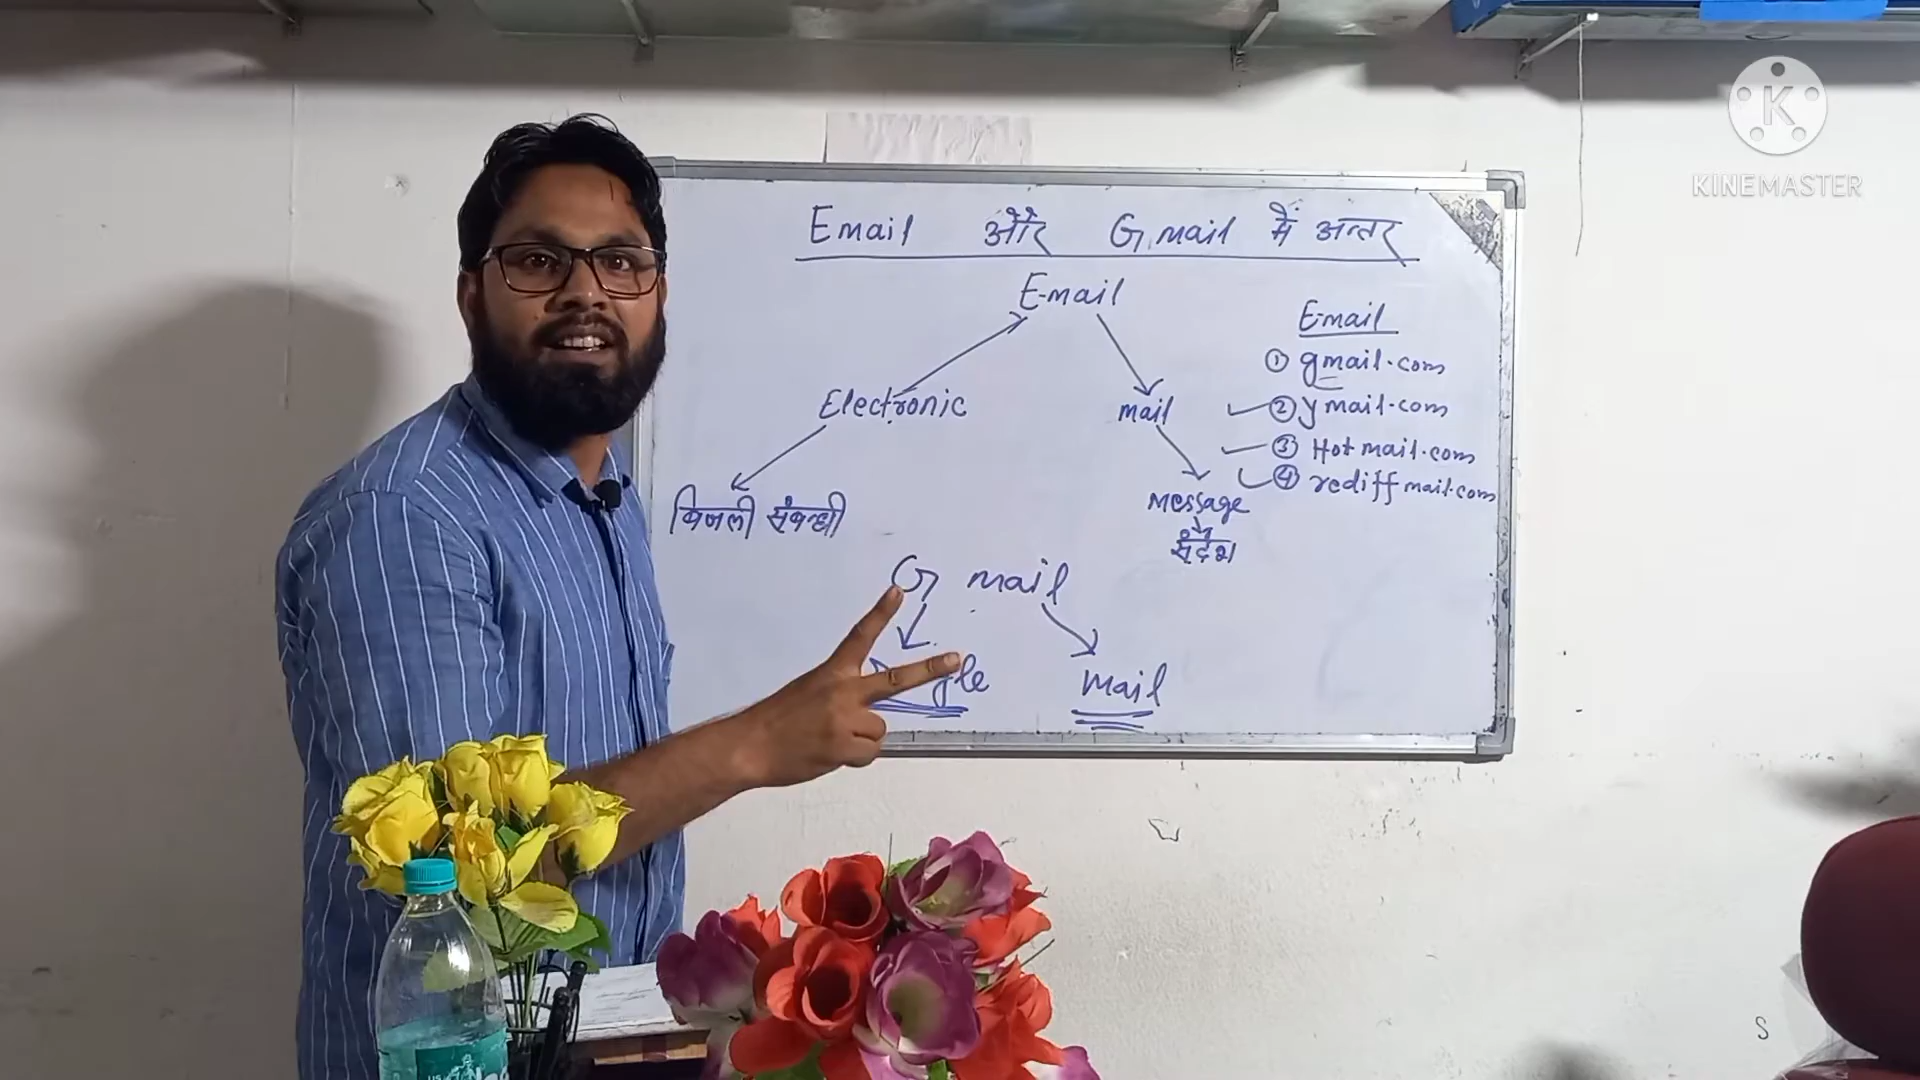 KINEMASTER
Email और Gmail में अन्तर
E-mail
Electronic
mail
बिजली संबन्धी
Message
संदेश
Email
① gmail.com
② ymail.com
③ Hotmail.com
④ rediffmail.com
G mail
Mail